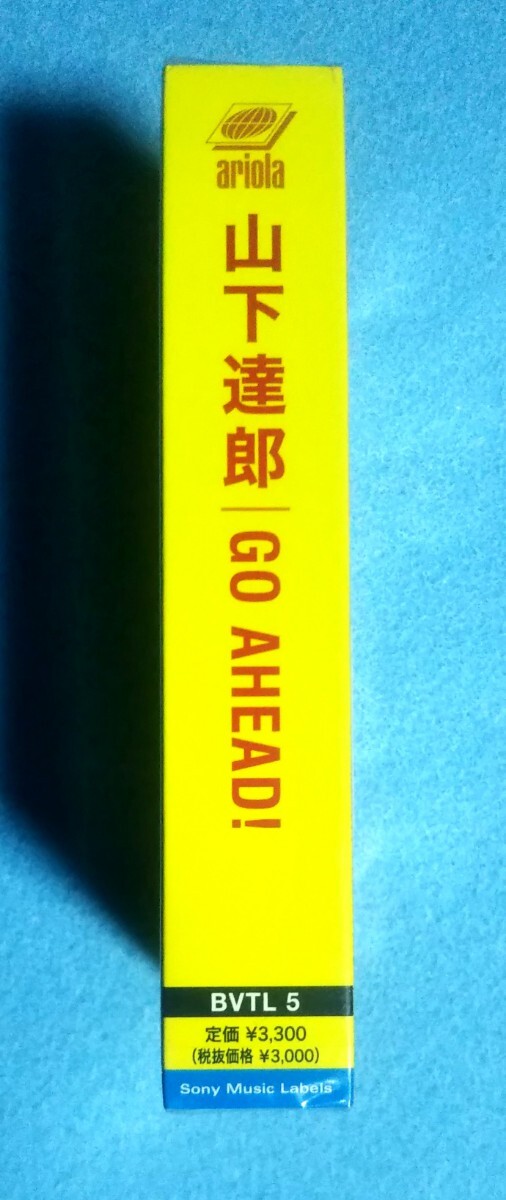 ariola
山下達郎
GO AHEAD!
BVTL 5
定価 ¥3,300
(税抜価格 ¥3,000)
Sony Music Labels